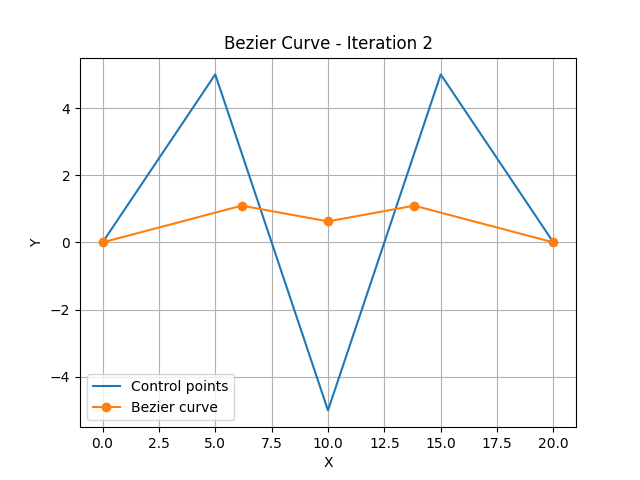 Bezier Curve - Iteration 2
Y
4
2
0
−2
−4
Control points
Bezier curve
0.0 2.5 5.0 7.5 10.0 12.5 15.0 17.5 20.0
X